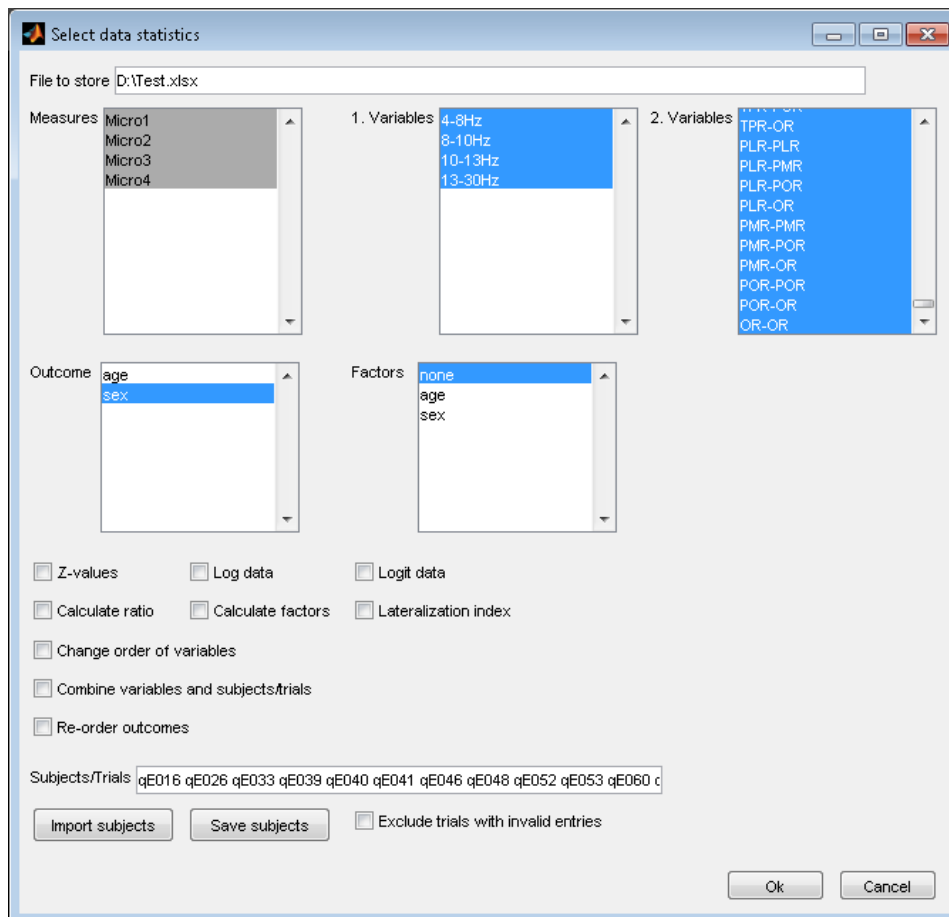 Select data statistics
File to store D:\Test.xlsx
Measures
Micro1
Micro2
Micro3
Micro4
1. Variables
4-8Hz
8-10Hz
10-13Hz
13-30Hz
2. Variables
TPR-OR
PLR-PLR
PLR-PMR
PLR-POR
PLR-OR
PMR-PMR
PMR-POR
PMR-OR
POR-POR
POR-OR
OR-OR
Outcome
age
sex
Factors
none
age
sex
Z-values Log data Logit data
Calculate ratio Calculate factors Lateralization index
Change order of variables
Combine variables and subjects/trials
Re-order outcomes
Subjects/Trials qE016 qE026 qE033 qE039 qE040 qE041 qE046 qE048 qE052 qE053 qE060
Import subjects Save subjects Exclude trials with invalid entries
Ok Cancel